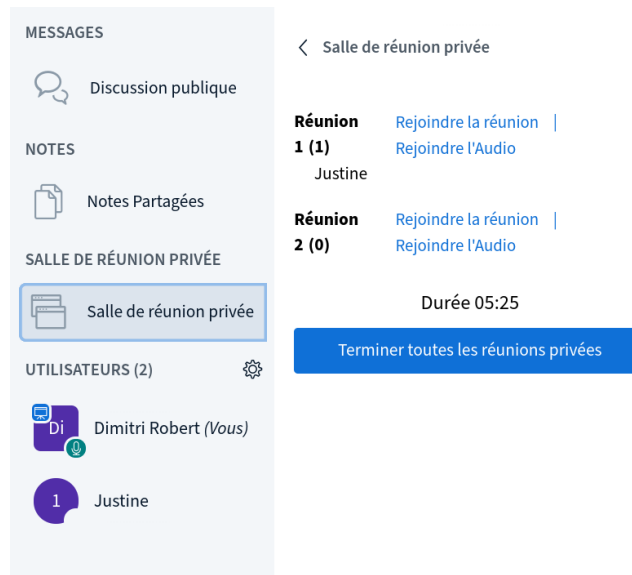 MESSAGES
Discussion publique
NOTES
Notes Partagées
SALLE DE RÉUNION PRIVÉE
Salle de réunion privée
UTILISATEURS (2)
Di
Dimitri Robert (Vous)
1
Justine
Salle de réunion privée
Réunion Rejoindre la réunion |
1 (1) Rejoindre l'Audio
Justine
Réunion Rejoindre la réunion |
2 (0) Rejoindre l'Audio
Durée 05:25
Terminer toutes les réunions privées